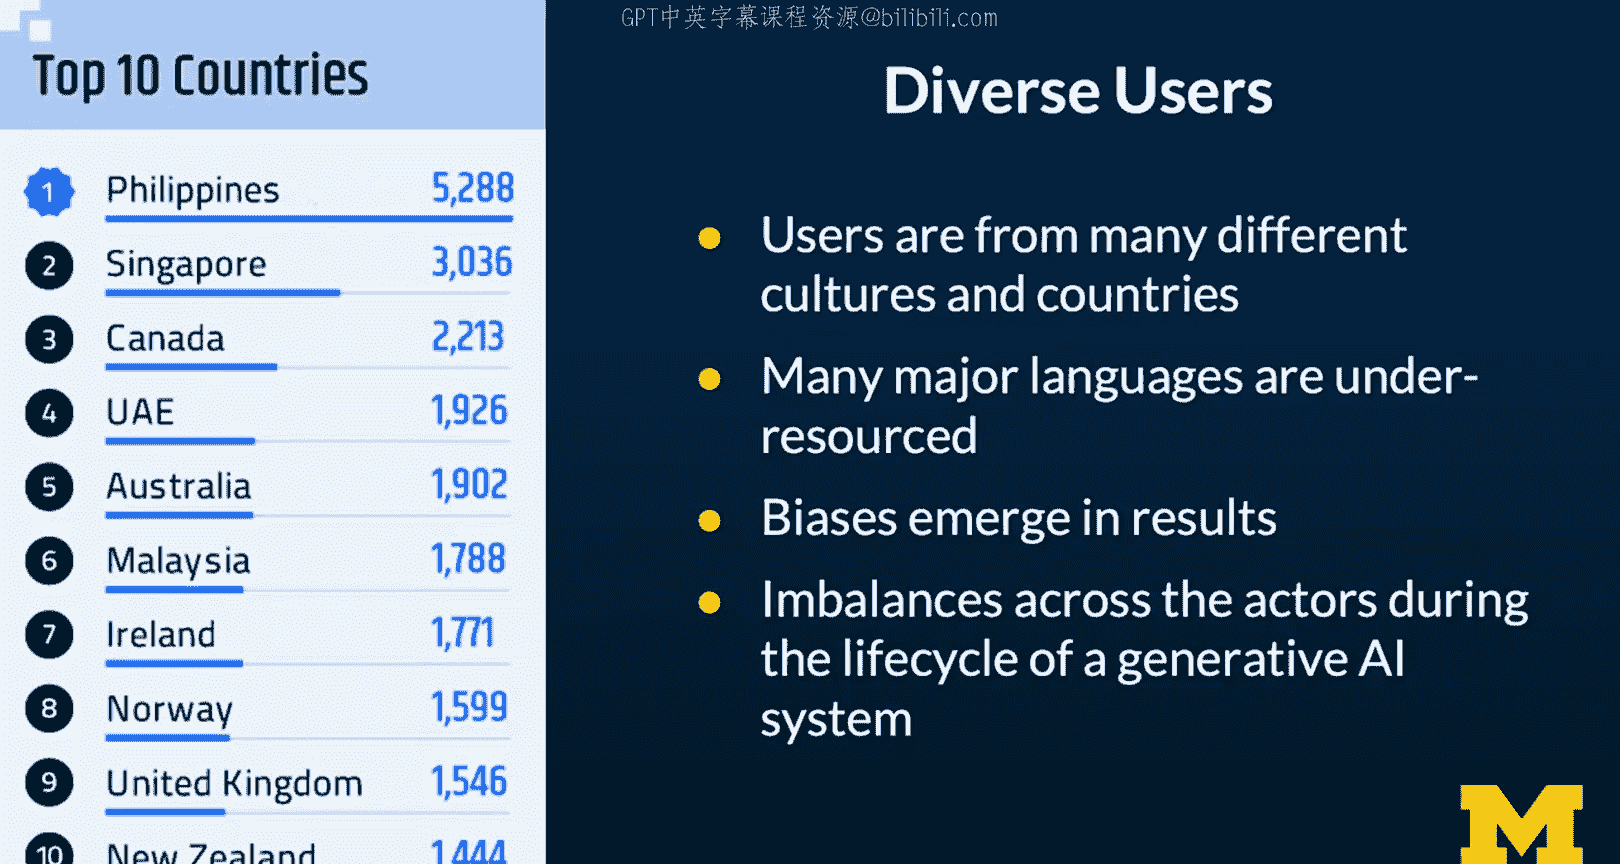 GPT中英字幕课程资源@bilibili.com
Top 10 Countries
1 Philippines 5,288
2 Singapore 3,036
3 Canada 2,213
4 UAE 1,926
5 Australia 1,902
6 Malaysia 1,788
7 Ireland 1,771
8 Norway 1,599
9 United Kingdom 1,546
10 New Zealand 1,444
Diverse Users
Users are from many different
cultures and countries
Many major languages are under-
resourced
Biases emerge in results
Imbalances across the actors during
the lifecycle of a generative AI
system
M